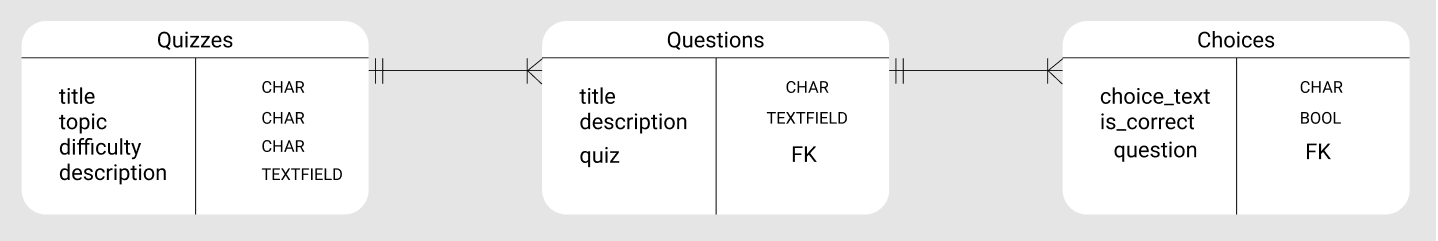 Quizzes
title CHAR
topic CHAR
difficulty CHAR
description TEXTFIELD
Questions
title CHAR
description TEXTFIELD
quiz FK
Choices
choice_text CHAR
is_correct BOOL
question FK